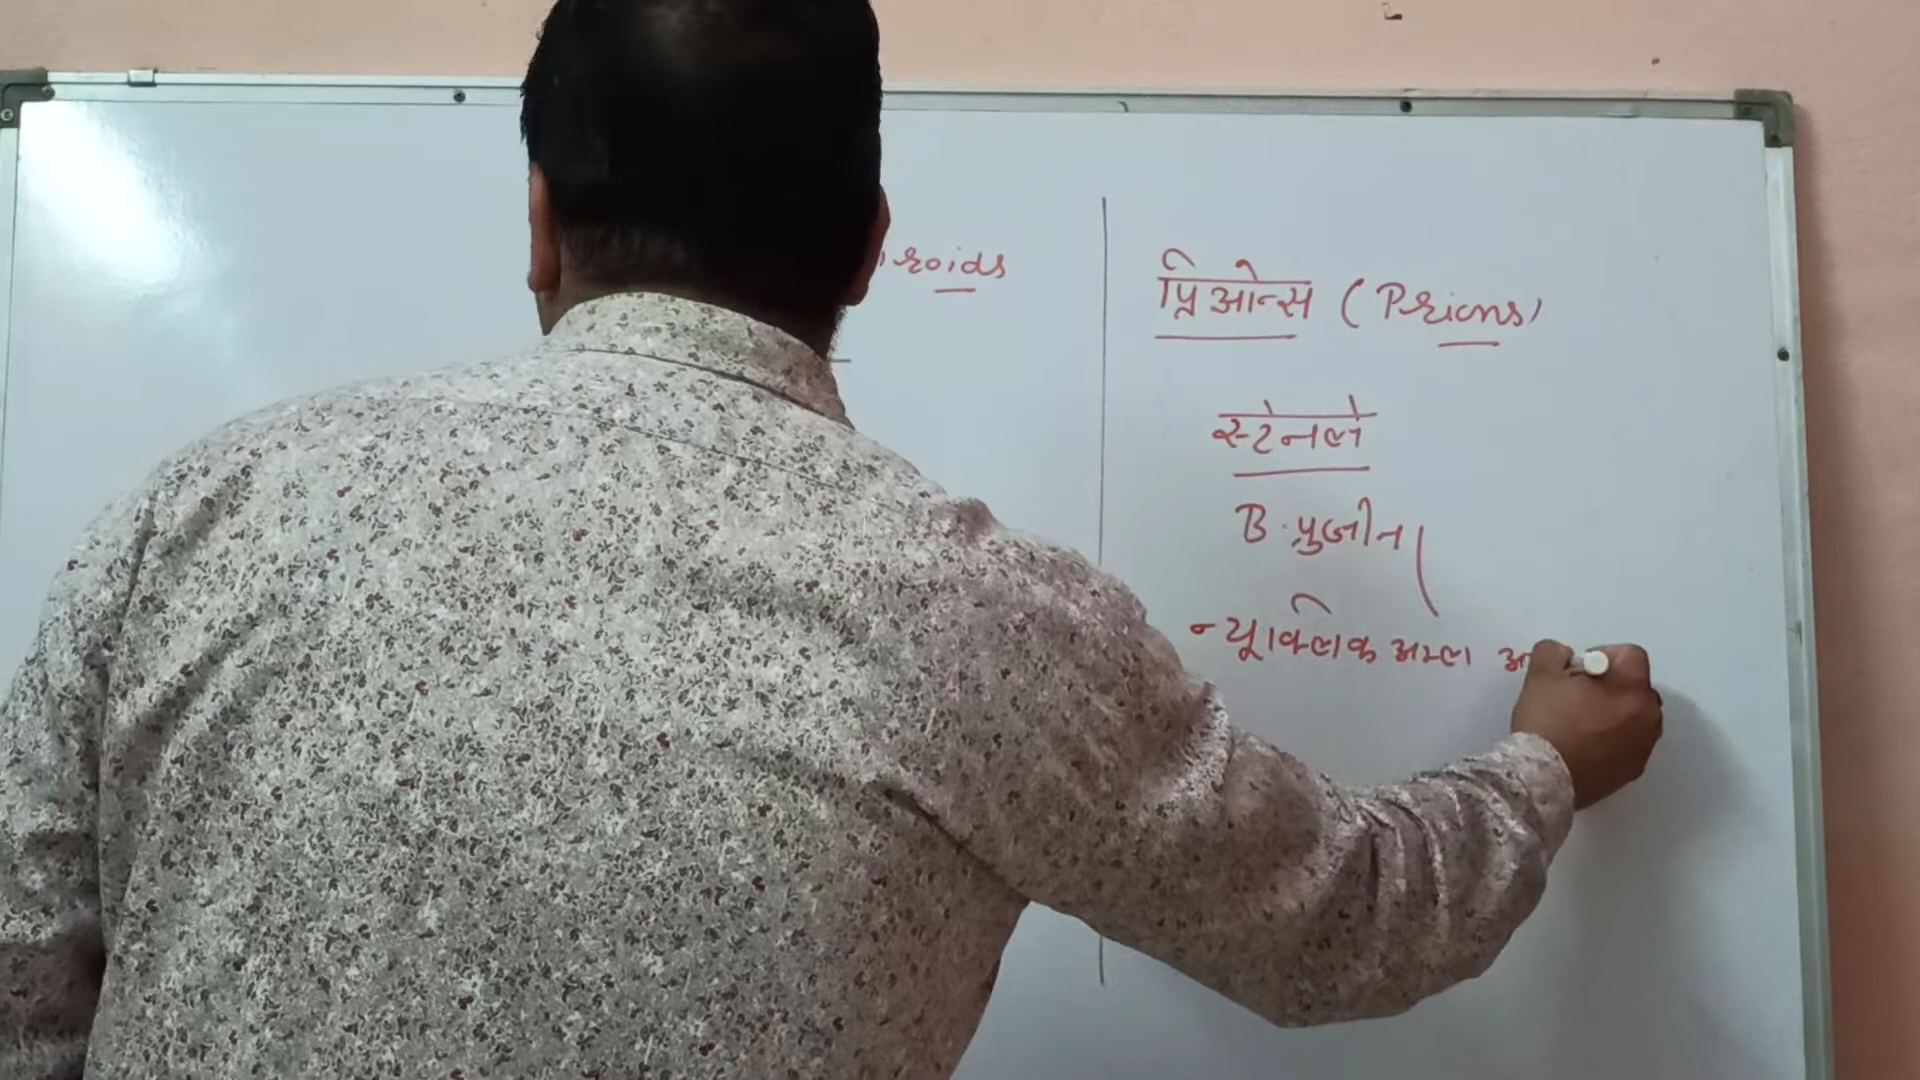 roids
प्रिओन्स (Prions)
स्टेनले
B. प्रुजीन
न्यूक्लिक अम्ल अ